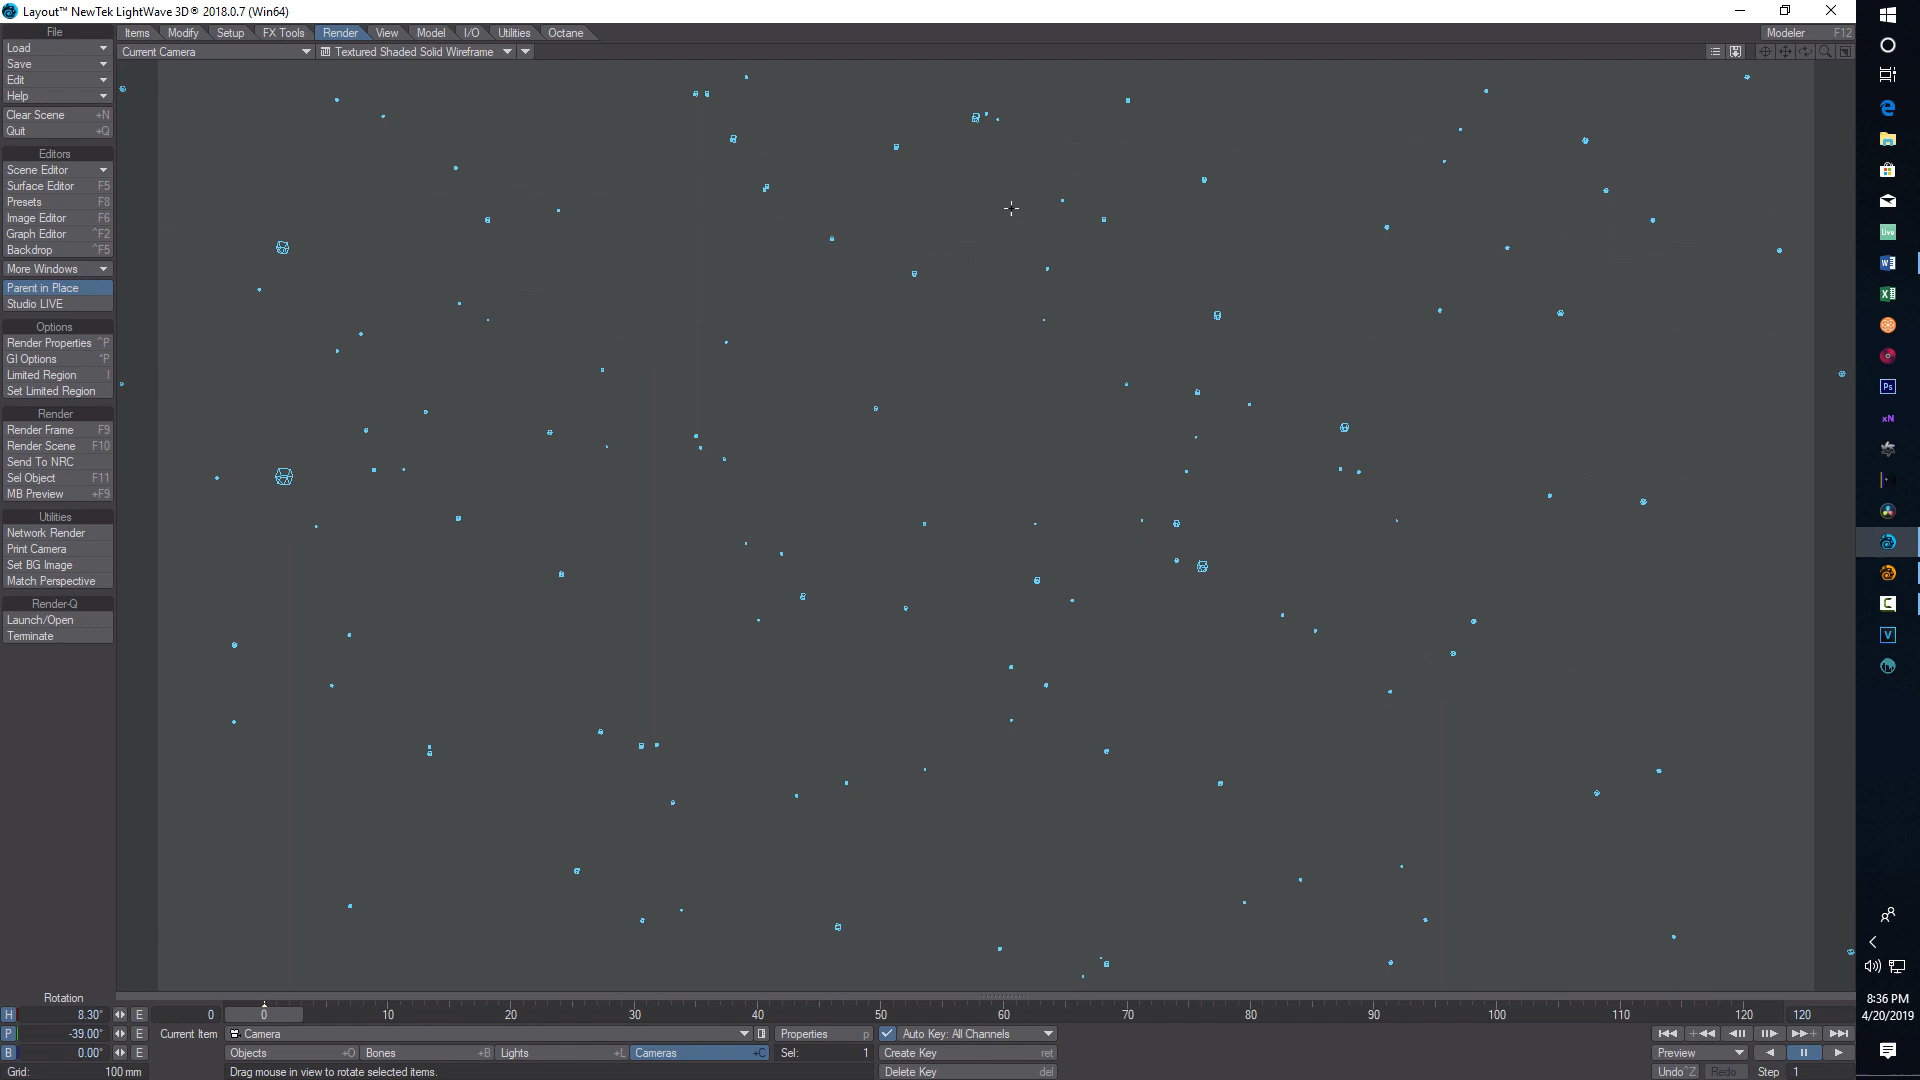 Layout™ NewTek LightWave 3D® 2018.0.7 (Win64)
File
Items Modify Setup FX Tools Render View Model I/O Utilities Octane
Modeler F12
Load
Current Camera
Textured Shaded Solid Wireframe
Save
Edit
Help
Clear Scene +N
Quit +Q
Editors
Scene Editor
Surface Editor F5
Presets F8
Image Editor F6
Graph Editor ^F2
Backdrop ^F5
More Windows
Parent in Place
Studio LIVE
Options
Render Properties ^P
GI Options *P
Limited Region l
Set Limited Region
Render
Render Frame F9
Render Scene F10
Send To NRC
Sel Object F11
MB Preview +F9
Utilities
Network Render
Print Camera
Set BG Image
Match Perspective
Render-Q
Launch/Open
Terminate
Live
Ps
xN
V
Rotation
H 8.30° E 0 0 10 20 30 40 50 60 70 80 90 100 110 120 120
P -39.00° E Current Item Camera Properties p Auto Key: All Channels
B 0.00° E Objects +O Bones +B Lights +L Cameras +C Sel: 1 Create Key ret Preview
Grid: 100 mm Drag mouse in view to rotate selected items. Delete Key del Undo ^Z Redo Step 1
8:36 PM
4/20/2019